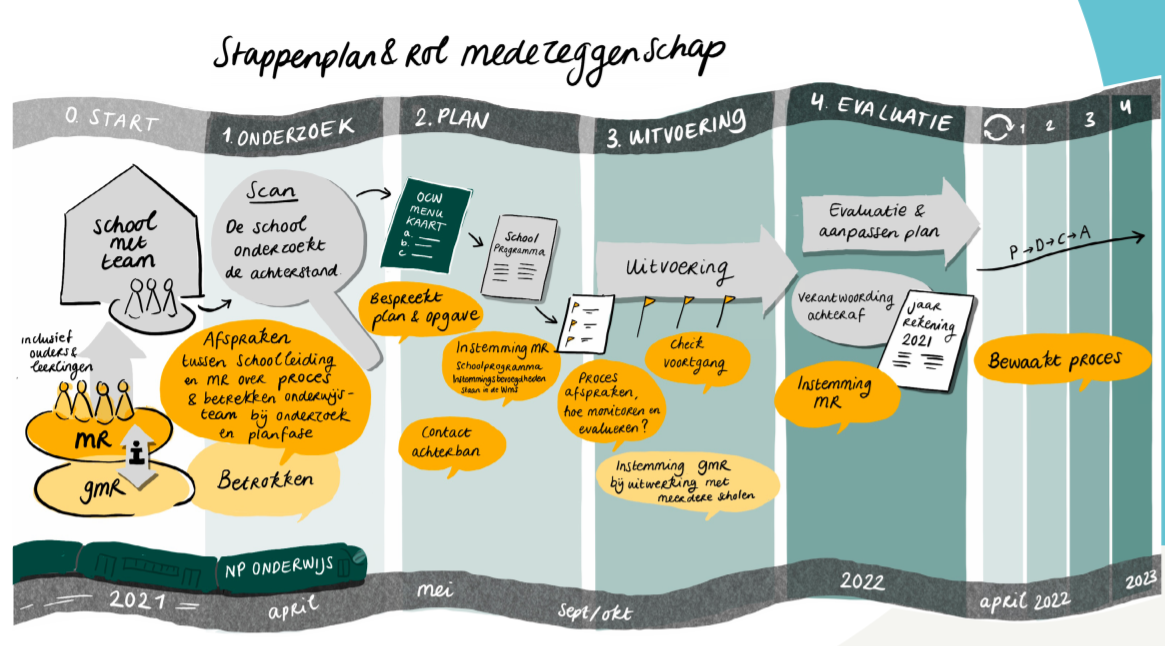 Stappenplan & Rol medezeggenschap
0. START
1. ONDERZOEK
2. PLAN
3. UITVOERING
4. EVALUATIE
1
2
3
4
School
met
team
inclusief
ouders &
leerlingen
MR
i
gMR
Scan
De school
onderzoekt
de achterstand.
Afspraken
tussen schoolleiding
en MR over proces
& betrekken onderwijs-
team bij onderzoek
en planfase
Betrokken
OCW
MENU
KAART
a.
b.
c
School
Programma
Bespreekt
plan & opgave
Instemming MR
Schoolprogramma
Instemmingsbevoegdheden
staan in de WMS
Contact
achterban
Uitvoering
Check
voortgang
Proces
afspraken,
hoe monitoren en
evalueren?
Instemming gMR
bij uitwerking met
meerdere scholen
Evaluatie &
aanpassen plan
Verantwoording
achteraf
jaar
rekening
2021
Instemming
MR
P → D → C → A
Bewaakt proces
NP ONDERWIJS
2021
april
mei
sept/okt
2022
april 2022
2023